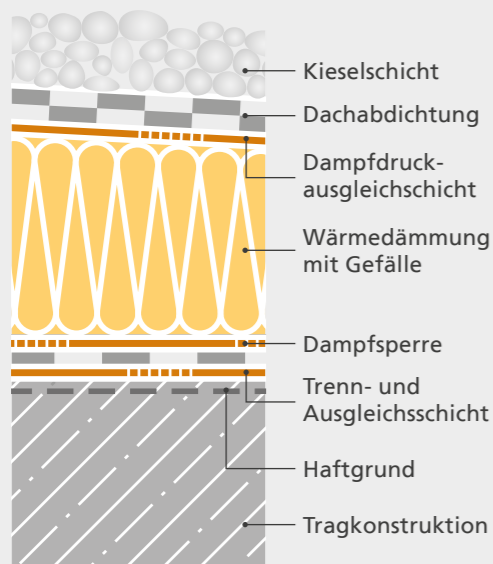 Kieselschicht
Dachabdichtung
Dampfdruck-
ausgleichschicht
Wärmedämmung
mit Gefälle
Dampfsperre
Trenn- und
Ausgleichsschicht
Haftgrund
Tragkonstruktion